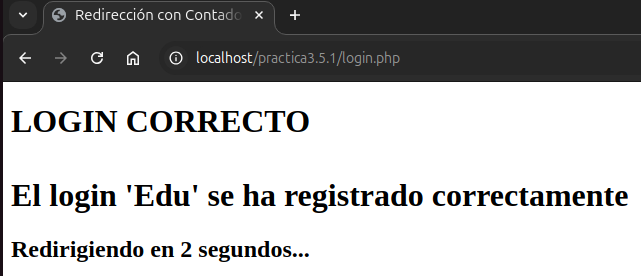 Redirección con Contado
localhost/practica3.5.1/login.php
LOGIN CORRECTO
El login 'Edu' se ha registrado correctamente
Redirigiendo en 2 segundos...